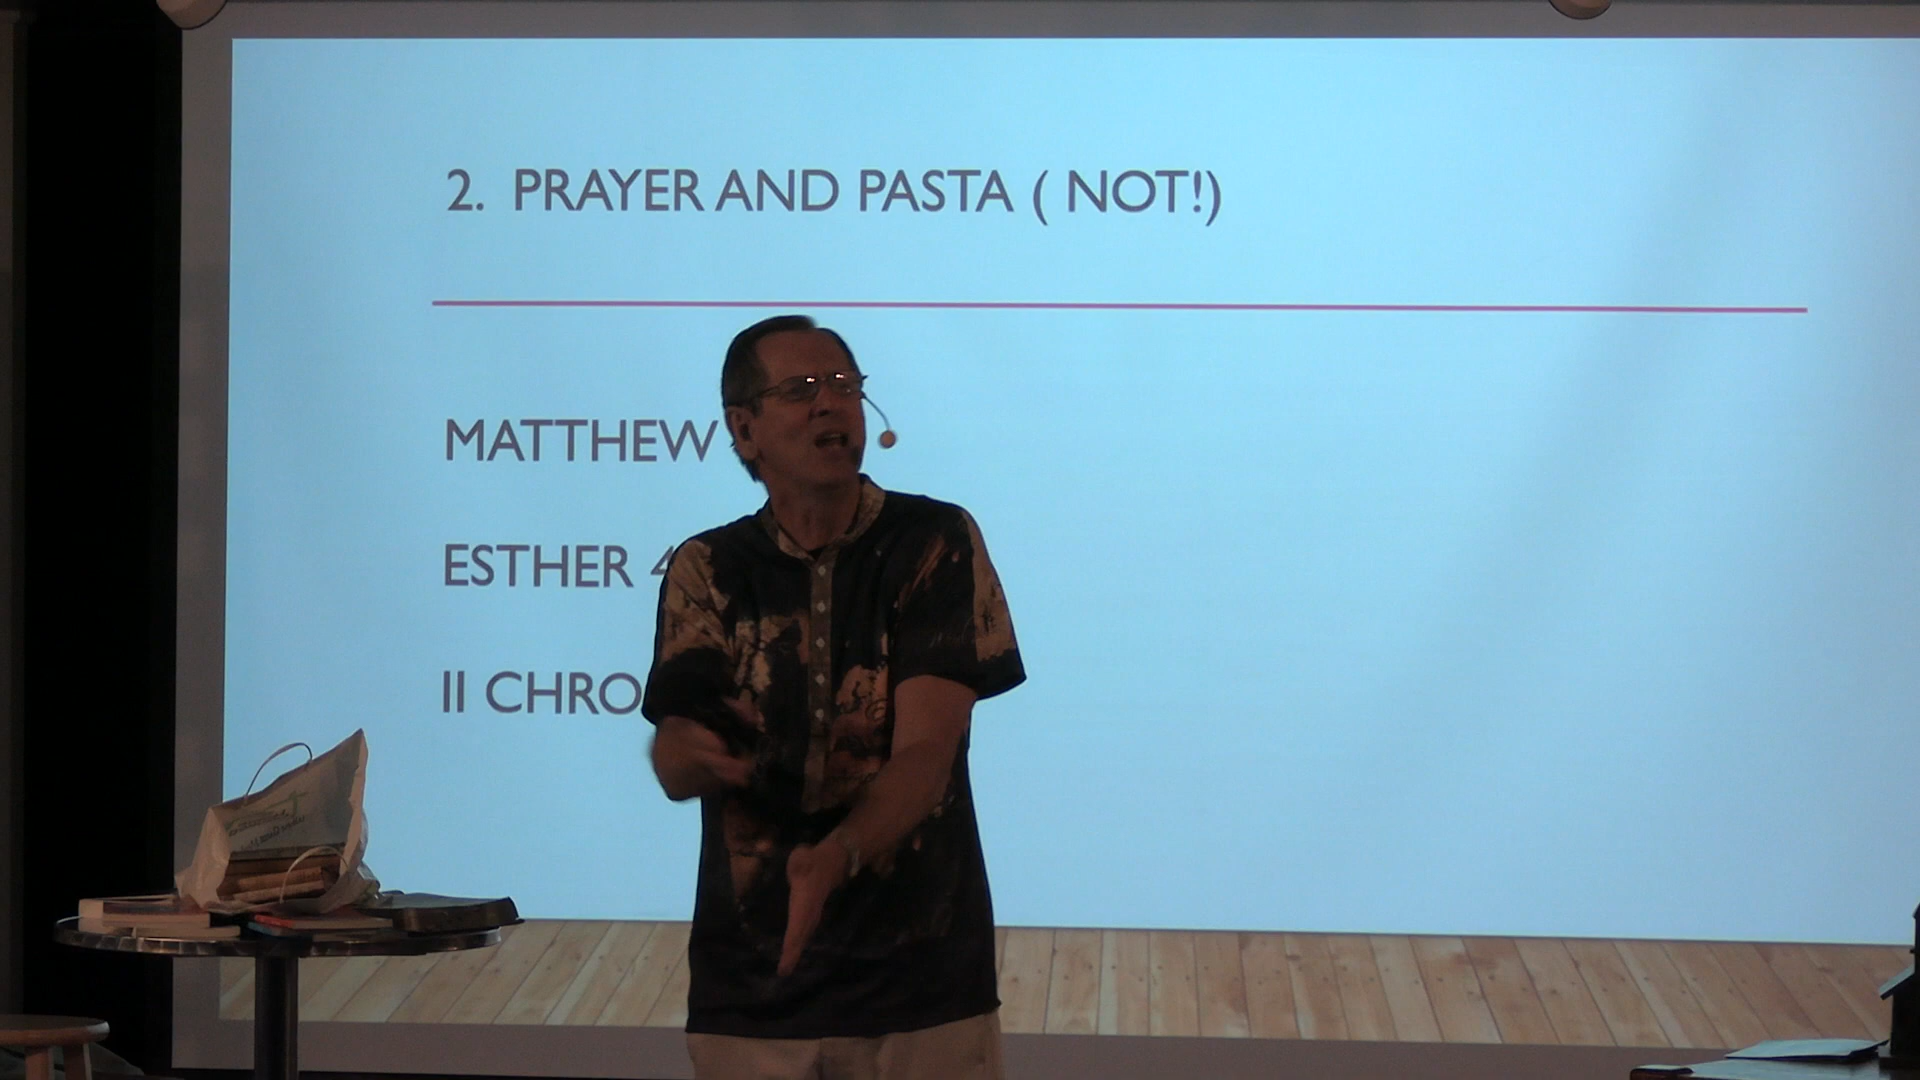 2. PRAYER AND PASTA ( NOT!)
MATTHEW
ESTHER 4
II CHRO